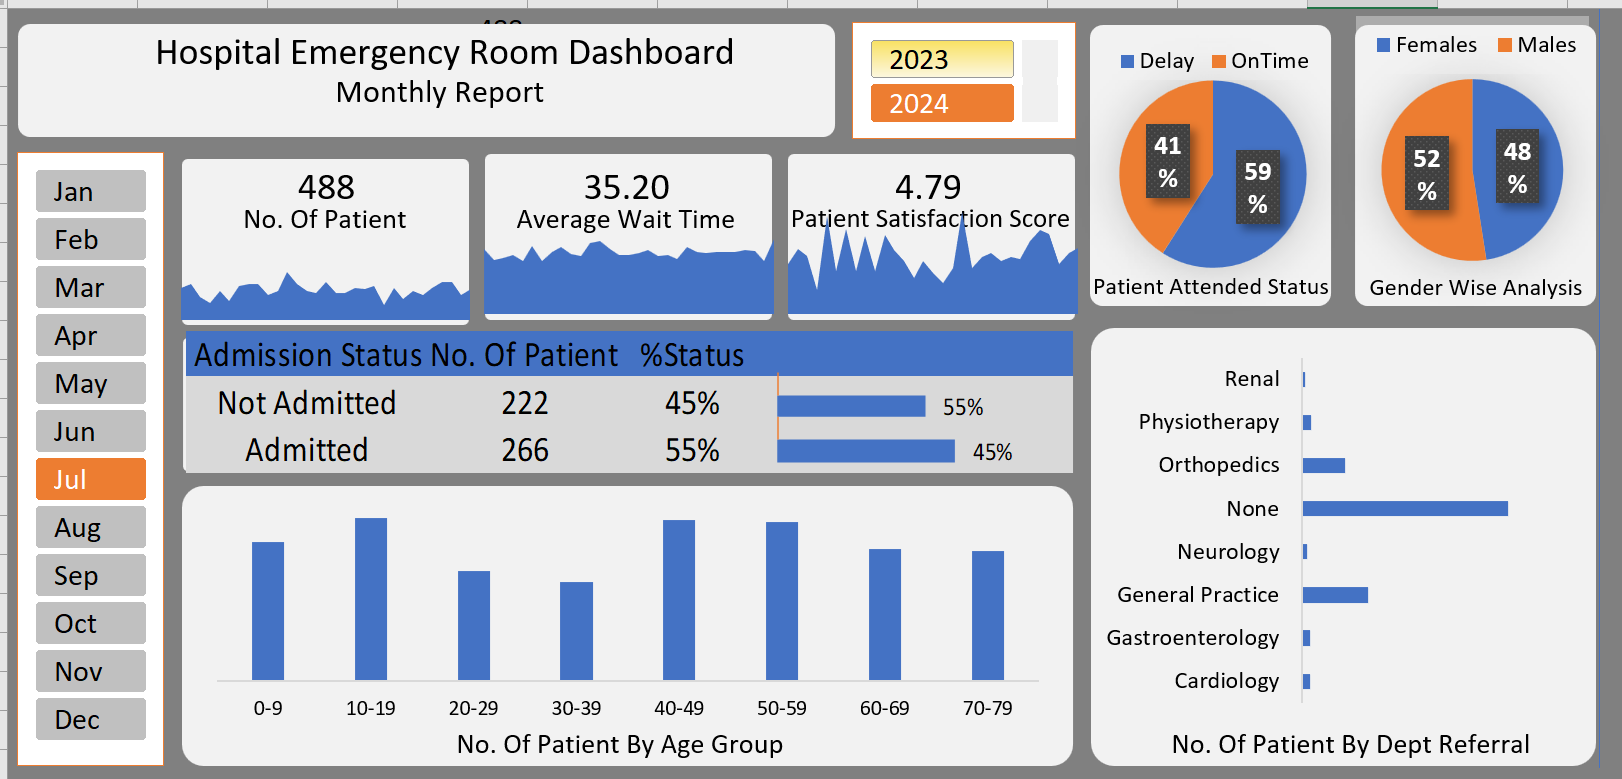 Hospital Emergency Room Dashboard
Monthly Report
2023
2024
Delay OnTime
41
%
59
%
Patient Attended Status
Females Males
52
%
48
%
Gender Wise Analysis
Jan
Feb
Mar
Apr
May
Jun
Jul
Aug
Sep
Oct
Nov
Dec
488
No. Of Patient
35.20
Average Wait Time
4.79
Patient Satisfaction Score
Admission Status No. Of Patient %Status
Not Admitted 222 45% 55%
Admitted 266 55% 45%
0-9 10-19 20-29 30-39 40-49 50-59 60-69 70-79
No. Of Patient By Age Group
Renal
Physiotherapy
Orthopedics
None
Neurology
General Practice
Gastroenterology
Cardiology
No. Of Patient By Dept Referral